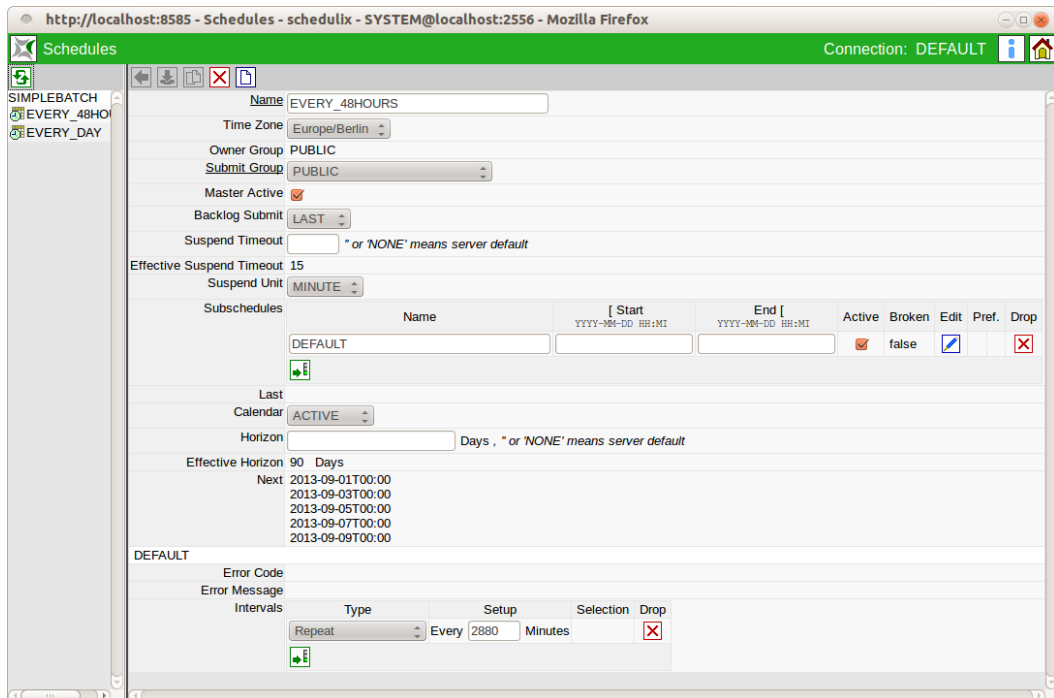 http://localhost:8585 - Schedules - schedulix - SYSTEM@localhost:2556 - Mozilla Firefox
Schedules Connection: DEFAULT
SIMPLEBATCH
EVERY_48HOU
EVERY_DAY
Name EVERY_48HOURS
Time Zone Europe/Berlin
Owner Group PUBLIC
Submit Group PUBLIC
Master Active
Backlog Submit LAST
Suspend Timeout '' or 'NONE' means server default
Effective Suspend Timeout 15
Suspend Unit MINUTE
Subschedules
Name [ Start End [ Active Broken Edit Pref. Drop
YYYY-MM-DD HH:MI YYYY-MM-DD HH:MI
DEFAULT false
Last
Calendar ACTIVE
Horizon Days , '' or 'NONE' means server default
Effective Horizon 90 Days
Next 2013-09-01T00:00
2013-09-03T00:00
2013-09-05T00:00
2013-09-07T00:00
2013-09-09T00:00
DEFAULT
Error Code
Error Message
Intervals Type Setup Selection Drop
Repeat Every 2880 Minutes